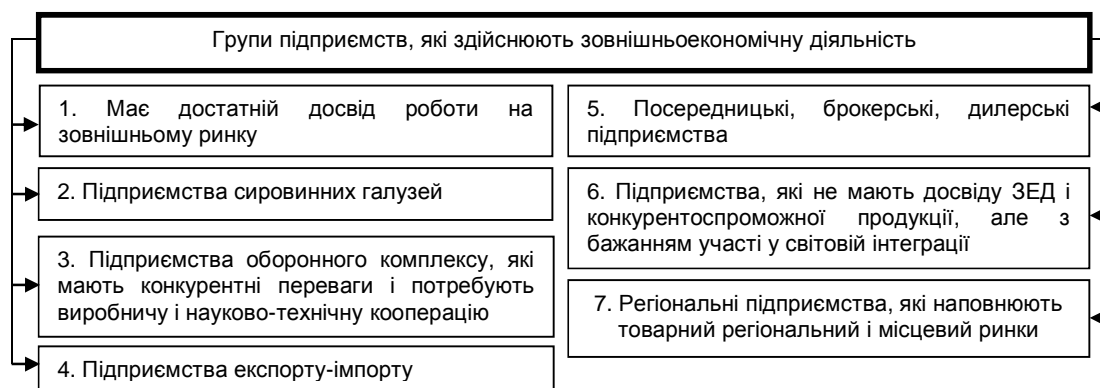 Групи підприємств, які здійснюють зовнішньоекономічну діяльність
1. Має достатній досвід роботи на
зовнішньому ринку
2. Підприємства сировинних галузей
3. Підприємства оборонного комплексу, які
мають конкурентні переваги і потребують
виробничу і науково-технічну кооперацію
4. Підприємства експорту-імпорту
5. Посередницькі, брокерські, дилерські
підприємства
6. Підприємства, які не мають досвіду ЗЕД і
конкурентоспроможної продукції, але з
бажанням участі у світовій інтеграції
7. Регіональні підприємства, які наповнюють
товарний регіональний і місцевий ринки